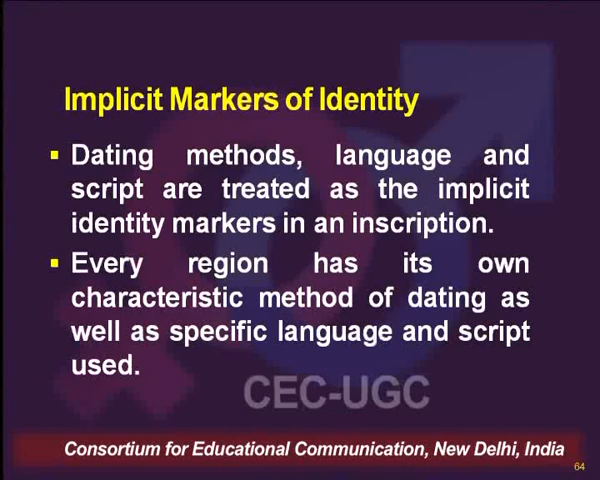 Implicit Markers of Identity
▪ Dating methods, language and
script are treated as the implicit
identity markers in an inscription.
▪ Every region has its own
characteristic method of dating as
well as specific language and script
used.
CEC-UGC
Consortium for Educational Communication, New Delhi, India
64